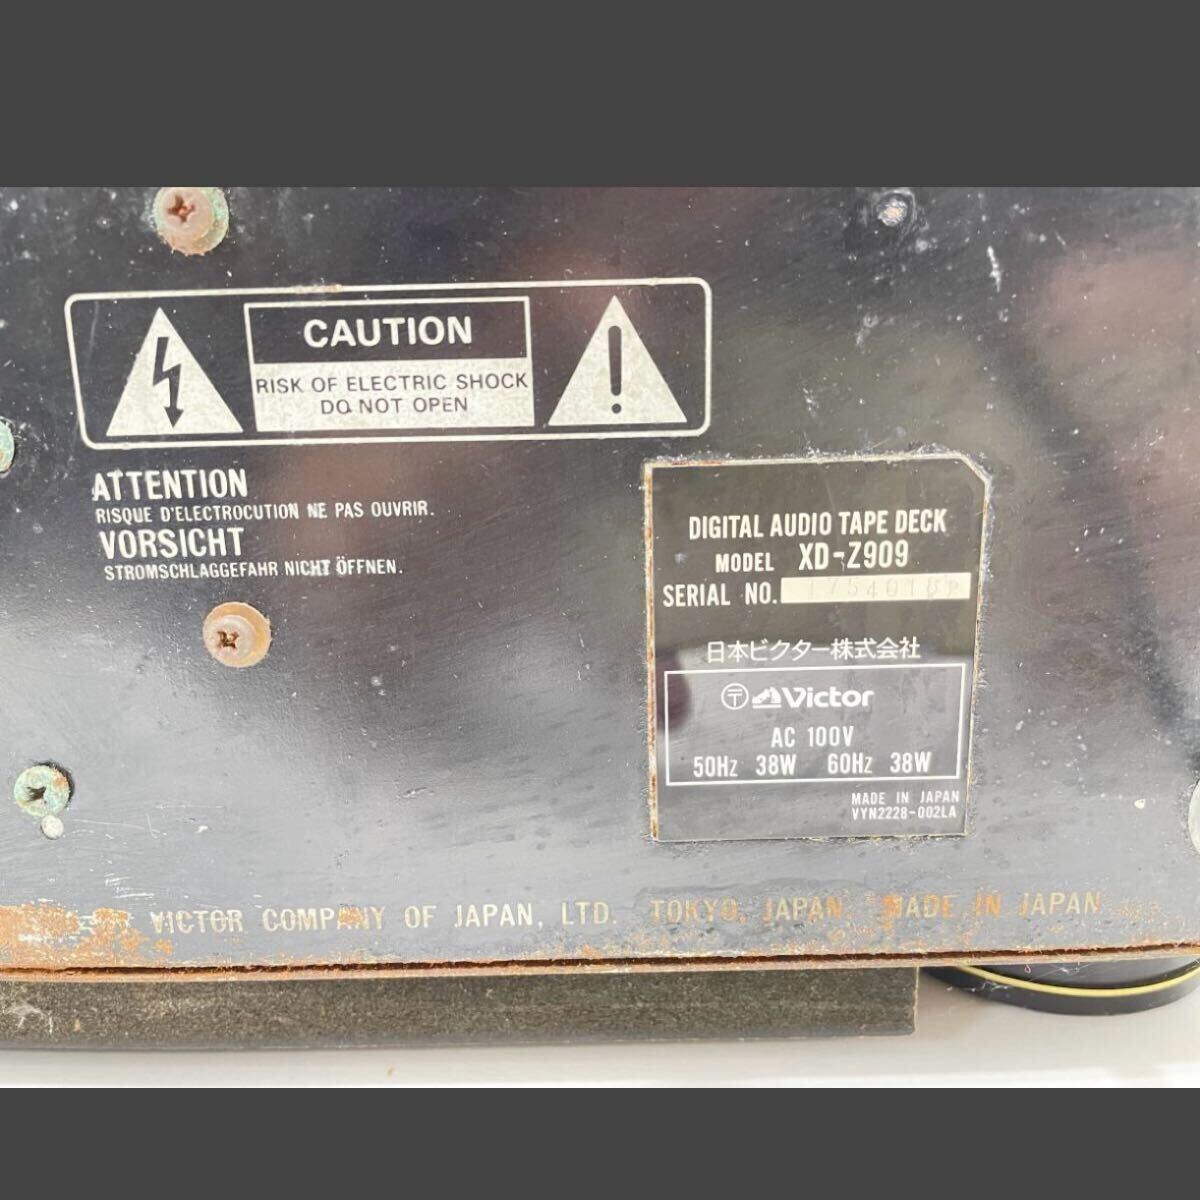 CAUTION
RISK OF ELECTRIC SHOCK
DO NOT OPEN
ATTENTION
RISQUE D'ELECTROCUTION NE PAS OUVRIR.
VORSICHT
STROMSCHLAGGEFAHR NICHT ÖFFNEN.
DIGITAL AUDIO TAPE DECK
MODEL XD-Z909
SERIAL NO.
日本ビクター株式会社
Victor
AC 100V
50Hz 38W 60Hz 38W
MADE IN JAPAN
VYN2228-002LA
VICTOR COMPANY OF JAPAN, LTD. TOKYO, JAPAN, MADE IN JAPAN